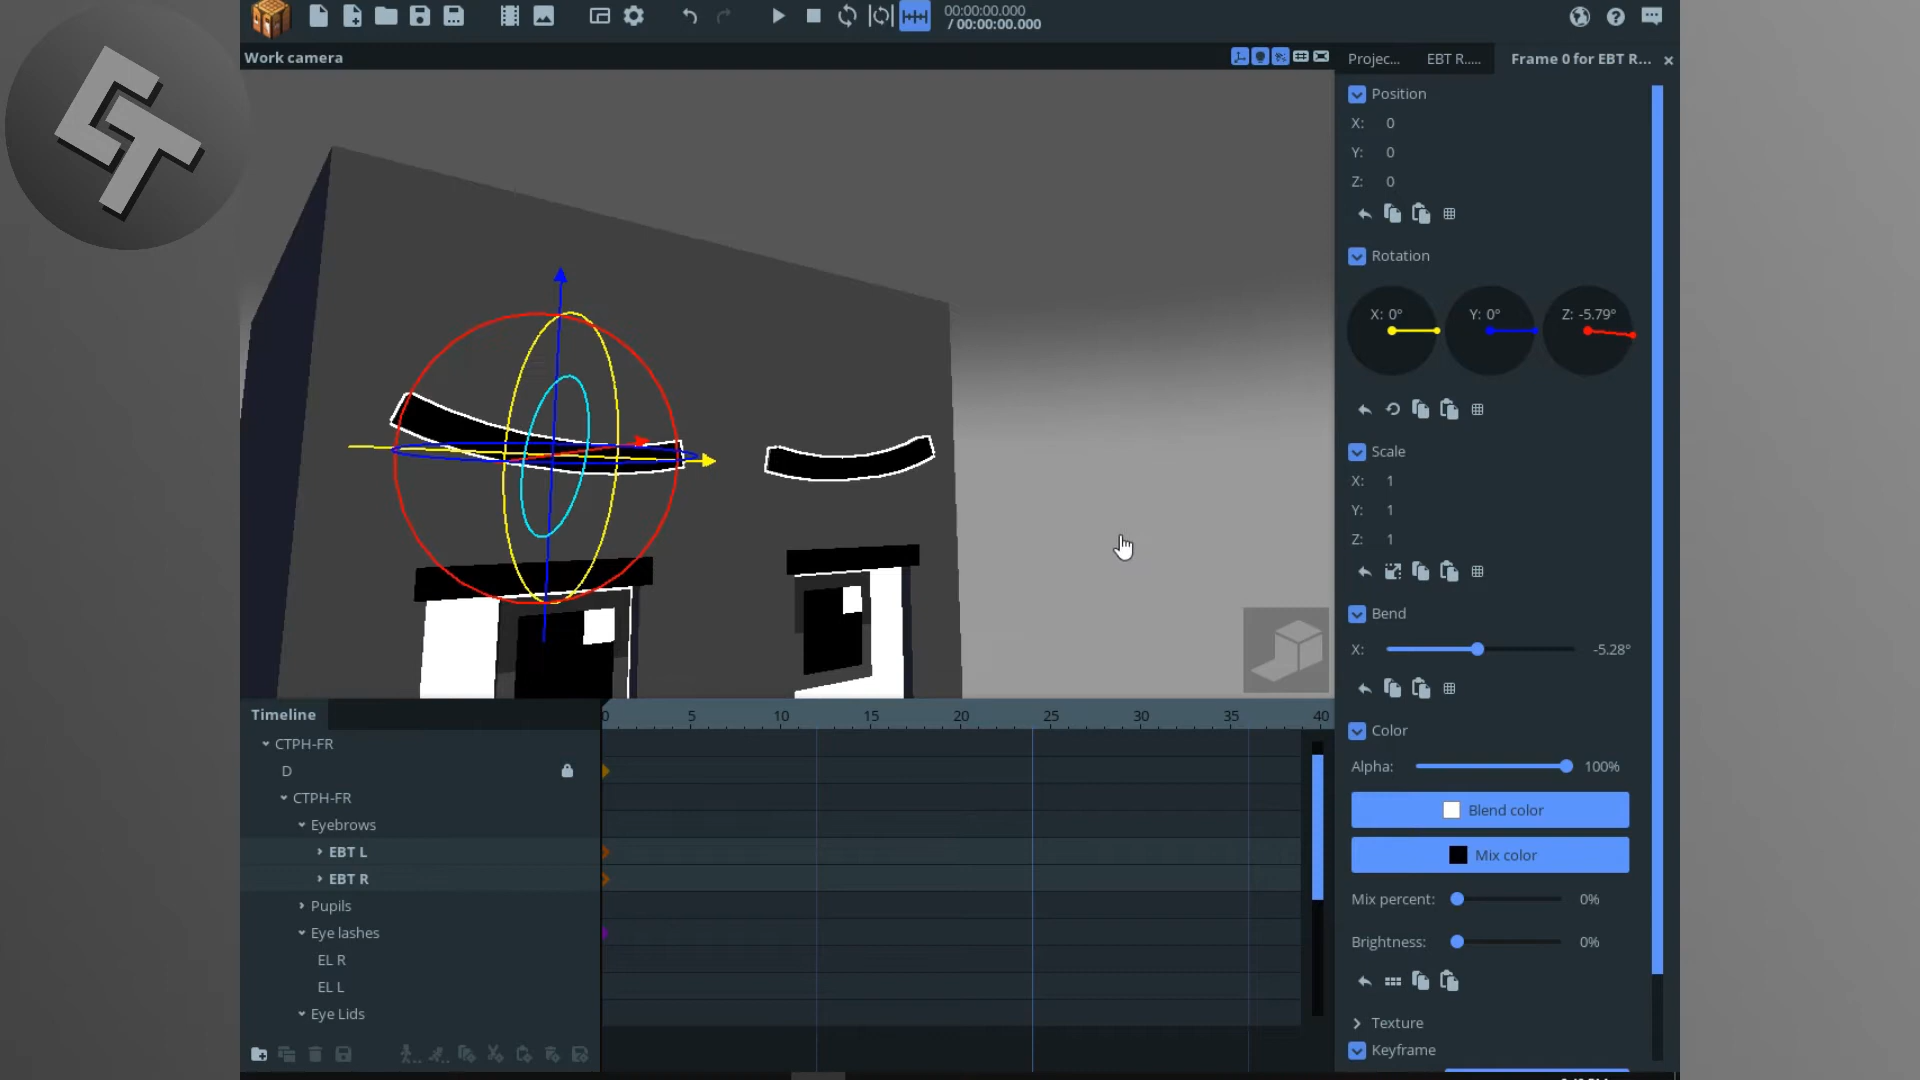 00:00:00.000
/ 00:00:00.000
Work camera
Projec...
EBT R.....
Frame 0 for EBT R...
Position
X: 0
Y: 0
Z: 0
Rotation
X: 0°
Y: 0°
Z: -5.79°
Scale
X: 1
Y: 1
Z: 1
Bend
X: -5.28°
Color
Alpha: 100%
Blend color
Mix color
Mix percent: 0%
Brightness: 0%
Texture
Keyframe
Timeline
0 5 10 15 20 25 30 35 40
CTPH-FR
D
CTPH-FR
Eyebrows
EBT L
EBT R
Pupils
Eye lashes
EL R
EL L
Eye Lids